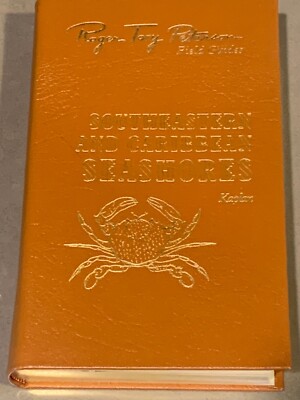 Roger Tory Peterson
Field Guides
SOUTHEASTERN
AND CARIBBEAN
SEASHORES
Kaplan